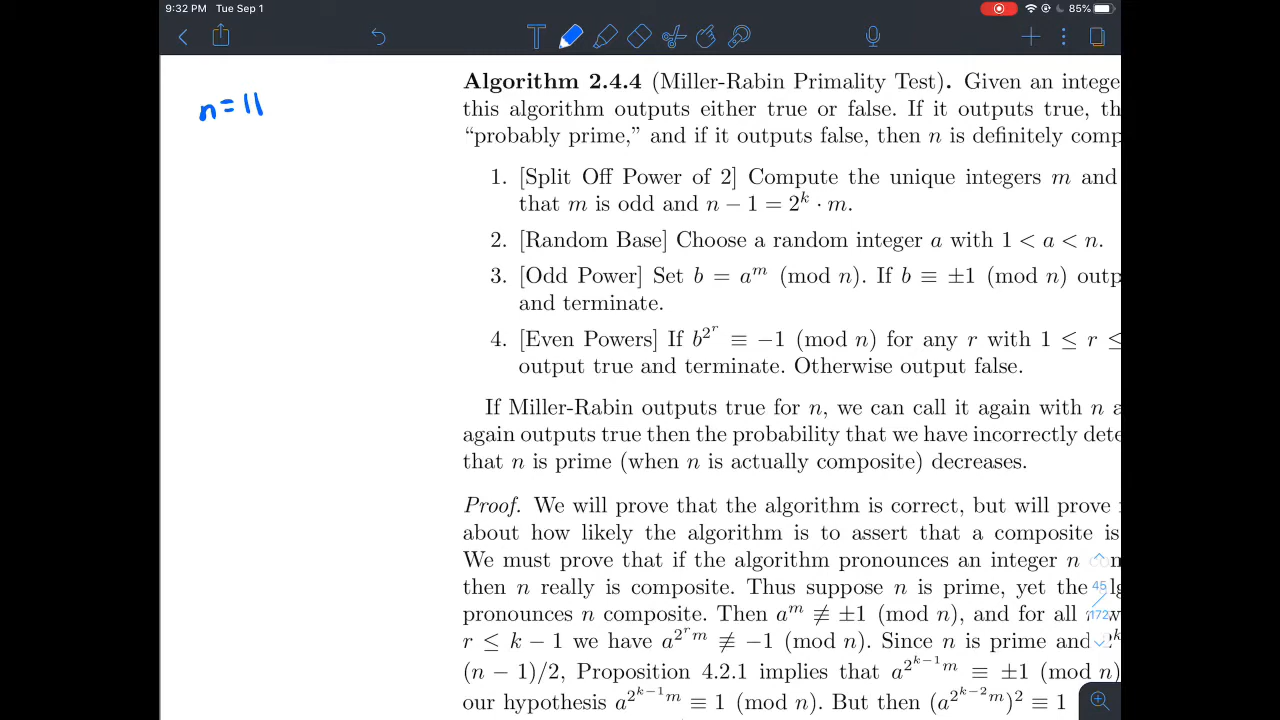 9:32 PM Tue Sep 1
85%
n = 11
Algorithm 2.4.4 (Miller-Rabin Primality Test). Given an intege
this algorithm outputs either true or false. If it outputs true, th
“probably prime,” and if it outputs false, then n is definitely comp
1. [Split Off Power of 2] Compute the unique integers m and
that m is odd and n − 1 = 2^k · m.
2. [Random Base] Choose a random integer a with 1 < a < n.
3. [Odd Power] Set b = a^m (mod n). If b ≡ ±1 (mod n) outp
and terminate.
4. [Even Powers] If b^{2^r} ≡ −1 (mod n) for any r with 1 ≤ r ≤
output true and terminate. Otherwise output false.
If Miller-Rabin outputs true for n, we can call it again with n a
again outputs true then the probability that we have incorrectly dete
that n is prime (when n is actually composite) decreases.
Proof. We will prove that the algorithm is correct, but will prove
about how likely the algorithm is to assert that a composite is
We must prove that if the algorithm pronounces an integer n
then n really is composite. Thus suppose n is prime, yet the
pronounces n composite. Then a^m ≢ ±1 (mod n), and for all
r ≤ k − 1 we have a^{2^r m} ≢ −1 (mod n). Since n is prime and
(n − 1)/2, Proposition 4.2.1 implies that a^{2^{k−1}m} ≡ ±1 (mod n)
our hypothesis a^{2^{k−1}m} ≡ 1 (mod n). But then (a^{2^{k−2}m})^2 ≡ 1
45
172